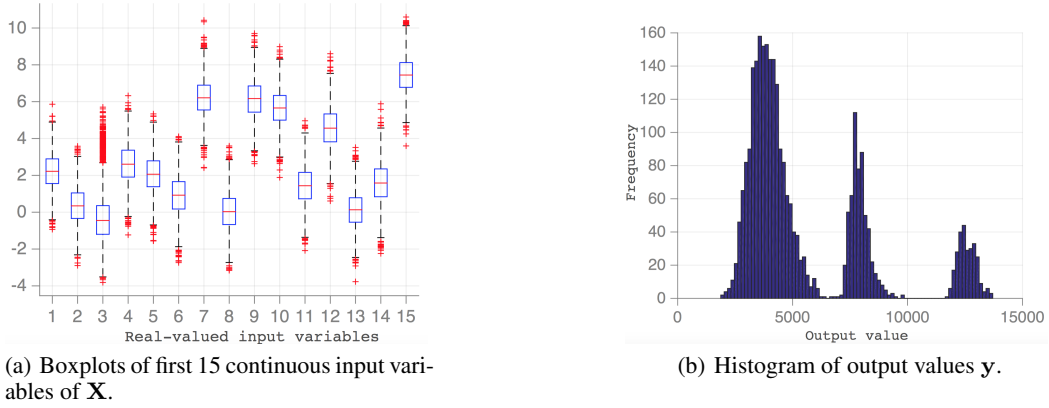 10
8
6
4
2
0
-2
-4
1 2 3 4 5 6 7 8 9 10 11 12 13 14 15
Real-valued input variables
(a) Boxplots of first 15 continuous input vari-
ables of X.
160
140
120
100
80
60
40
20
0
Frequency
0 5000 10000 15000
Output value
(b) Histogram of output values y.